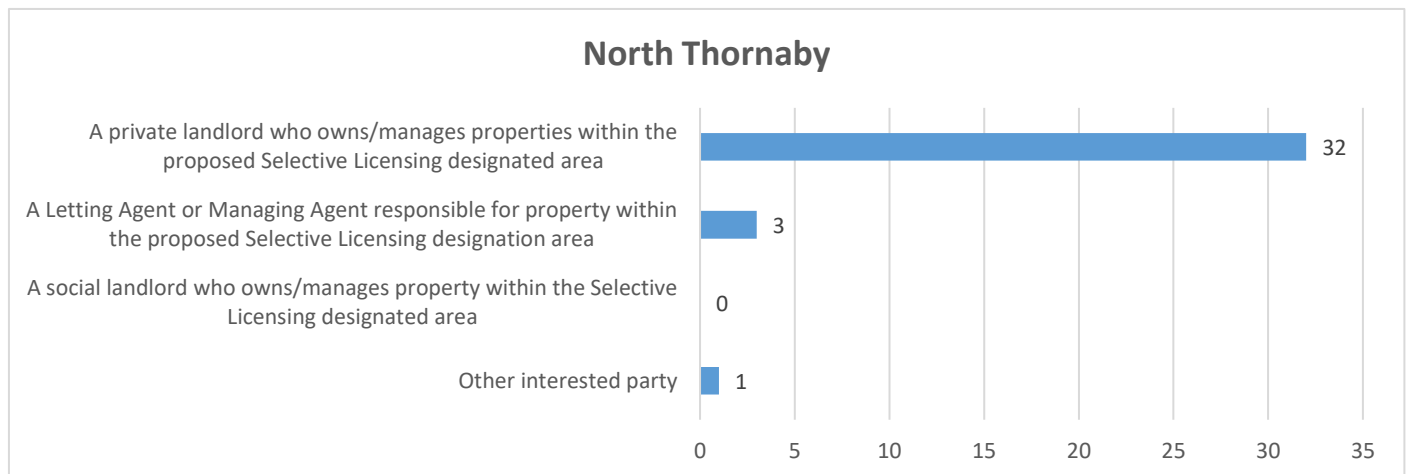 North Thornaby
A private landlord who owns/manages properties within the
proposed Selective Licensing designated area
32
A Letting Agent or Managing Agent responsible for property within
the proposed Selective Licensing designation area
3
A social landlord who owns/manages property within the Selective
Licensing designated area
0
Other interested party
1
0 5 10 15 20 25 30 35